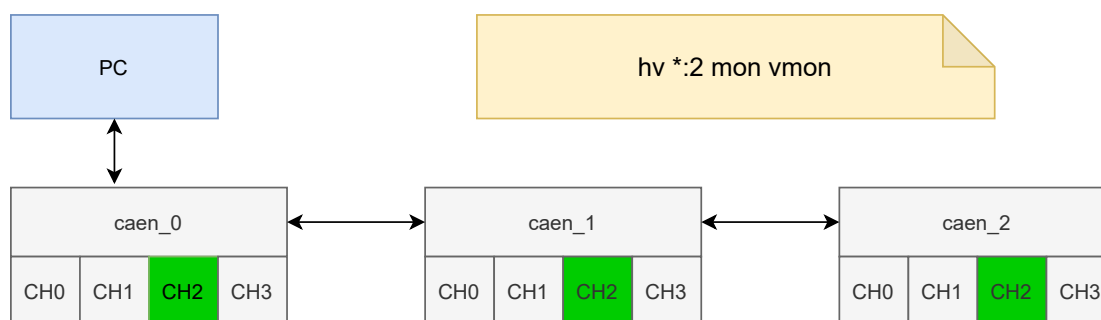 PC
hv *:2 mon vmon
caen_0
caen_1
caen_2
CH0 CH1 CH2 CH3
CH0 CH1 CH2 CH3
CH0 CH1 CH2 CH3